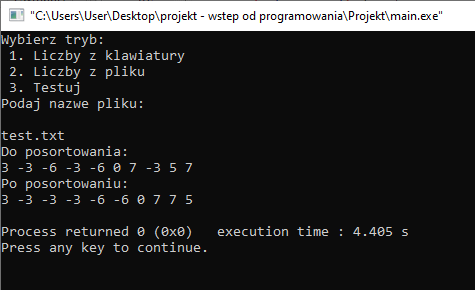 "C:\Users\User\Desktop\projekt - wstep od programowania\Projekt\main.exe"
Wybierz tryb:
1. Liczby z klawiatury
2. Liczby z pliku
3. Testuj
Podaj nazwe pliku:
test.txt
Do posortowania:
3 -3 -6 -3 -6 0 7 -3 5 7
Po posortowaniu:
3 -3 -3 -3 -6 -6 0 7 7 5
Process returned 0 (0x0)   execution time : 4.405 s
Press any key to continue.